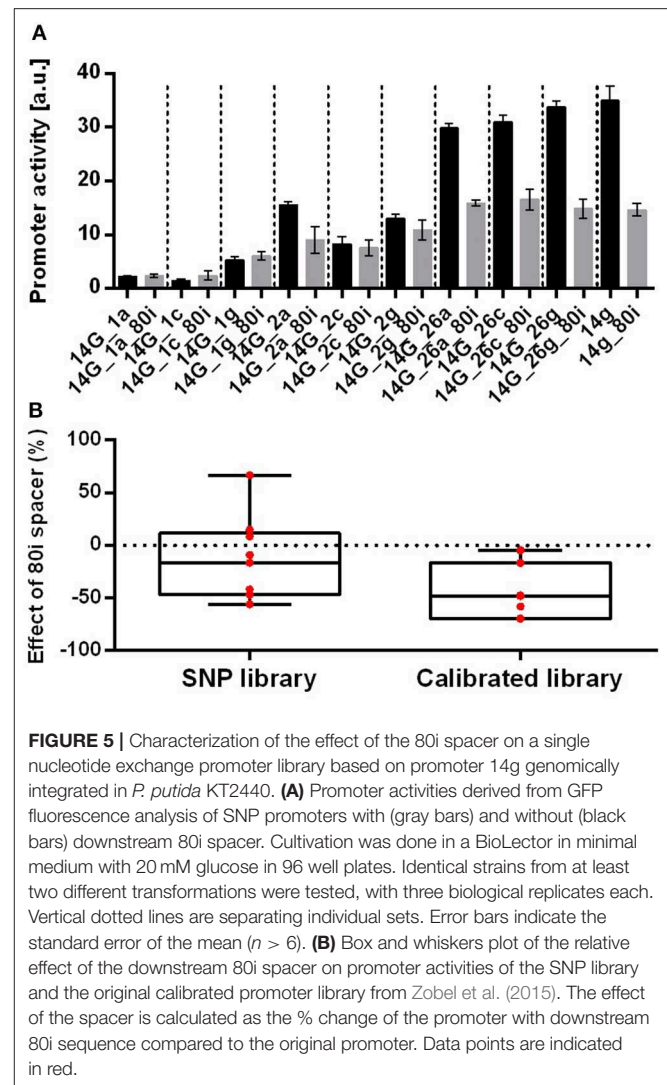 A
Promoter activity [a.u.]
40
30
20
10
0
14G_1a
14G_1a_80i
14G_1c
14G_1c_80i
14G_1g
14G_1g_80i
14G_2a
14G_2a_80i
14G_2c
14G_2c_80i
14G_2g
14G_2g_80i
14G_26a
14G_26a_80i
14G_26c
14G_26c_80i
14G_26g
14G_26g_80i
14g
14g_80i
B
Effect of 80i spacer (%)
100
50
0
-50
-100
SNP library
Calibrated library
FIGURE 5 | Characterization of the effect of the 80i spacer on a single
nucleotide exchange promoter library based on promoter 14g genomically
integrated in P. putida KT2440. (A) Promoter activities derived from GFP
fluorescence analysis of SNP promoters with (gray bars) and without (black
bars) downstream 80i spacer. Cultivation was done in a BioLector in minimal
medium with 20 mM glucose in 96 well plates. Identical strains from at least
two different transformations were tested, with three biological replicates each.
Vertical dotted lines are separating individual sets. Error bars indicate the
standard error of the mean (n > 6). (B) Box and whiskers plot of the relative
effect of the downstream 80i spacer on promoter activities of the SNP library
and the original calibrated promoter library from Zobel et al. (2015). The effect
of the spacer is calculated as the % change of the promoter with downstream
80i sequence compared to the original promoter. Data points are indicated
in red.